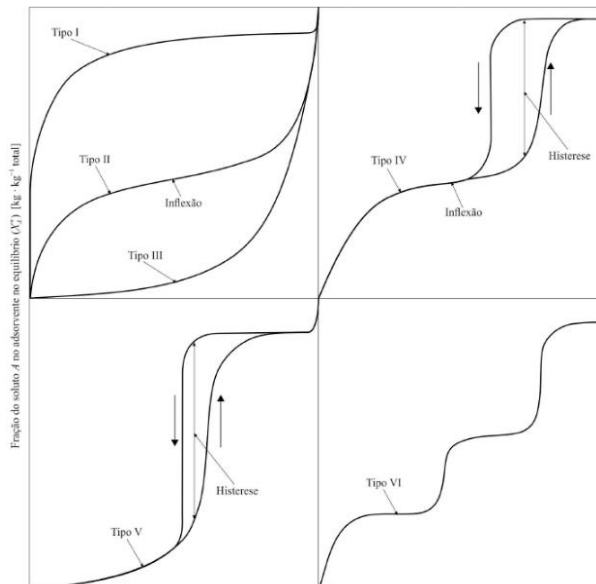 Fração do soluto A no adsorvente no equilíbrio (X*A) [kg · kg⁻¹ total]
Tipo I
Tipo II
Inflexão
Tipo III
Tipo IV
Inflexão
Histerese
Tipo V
Histerese
Tipo VI